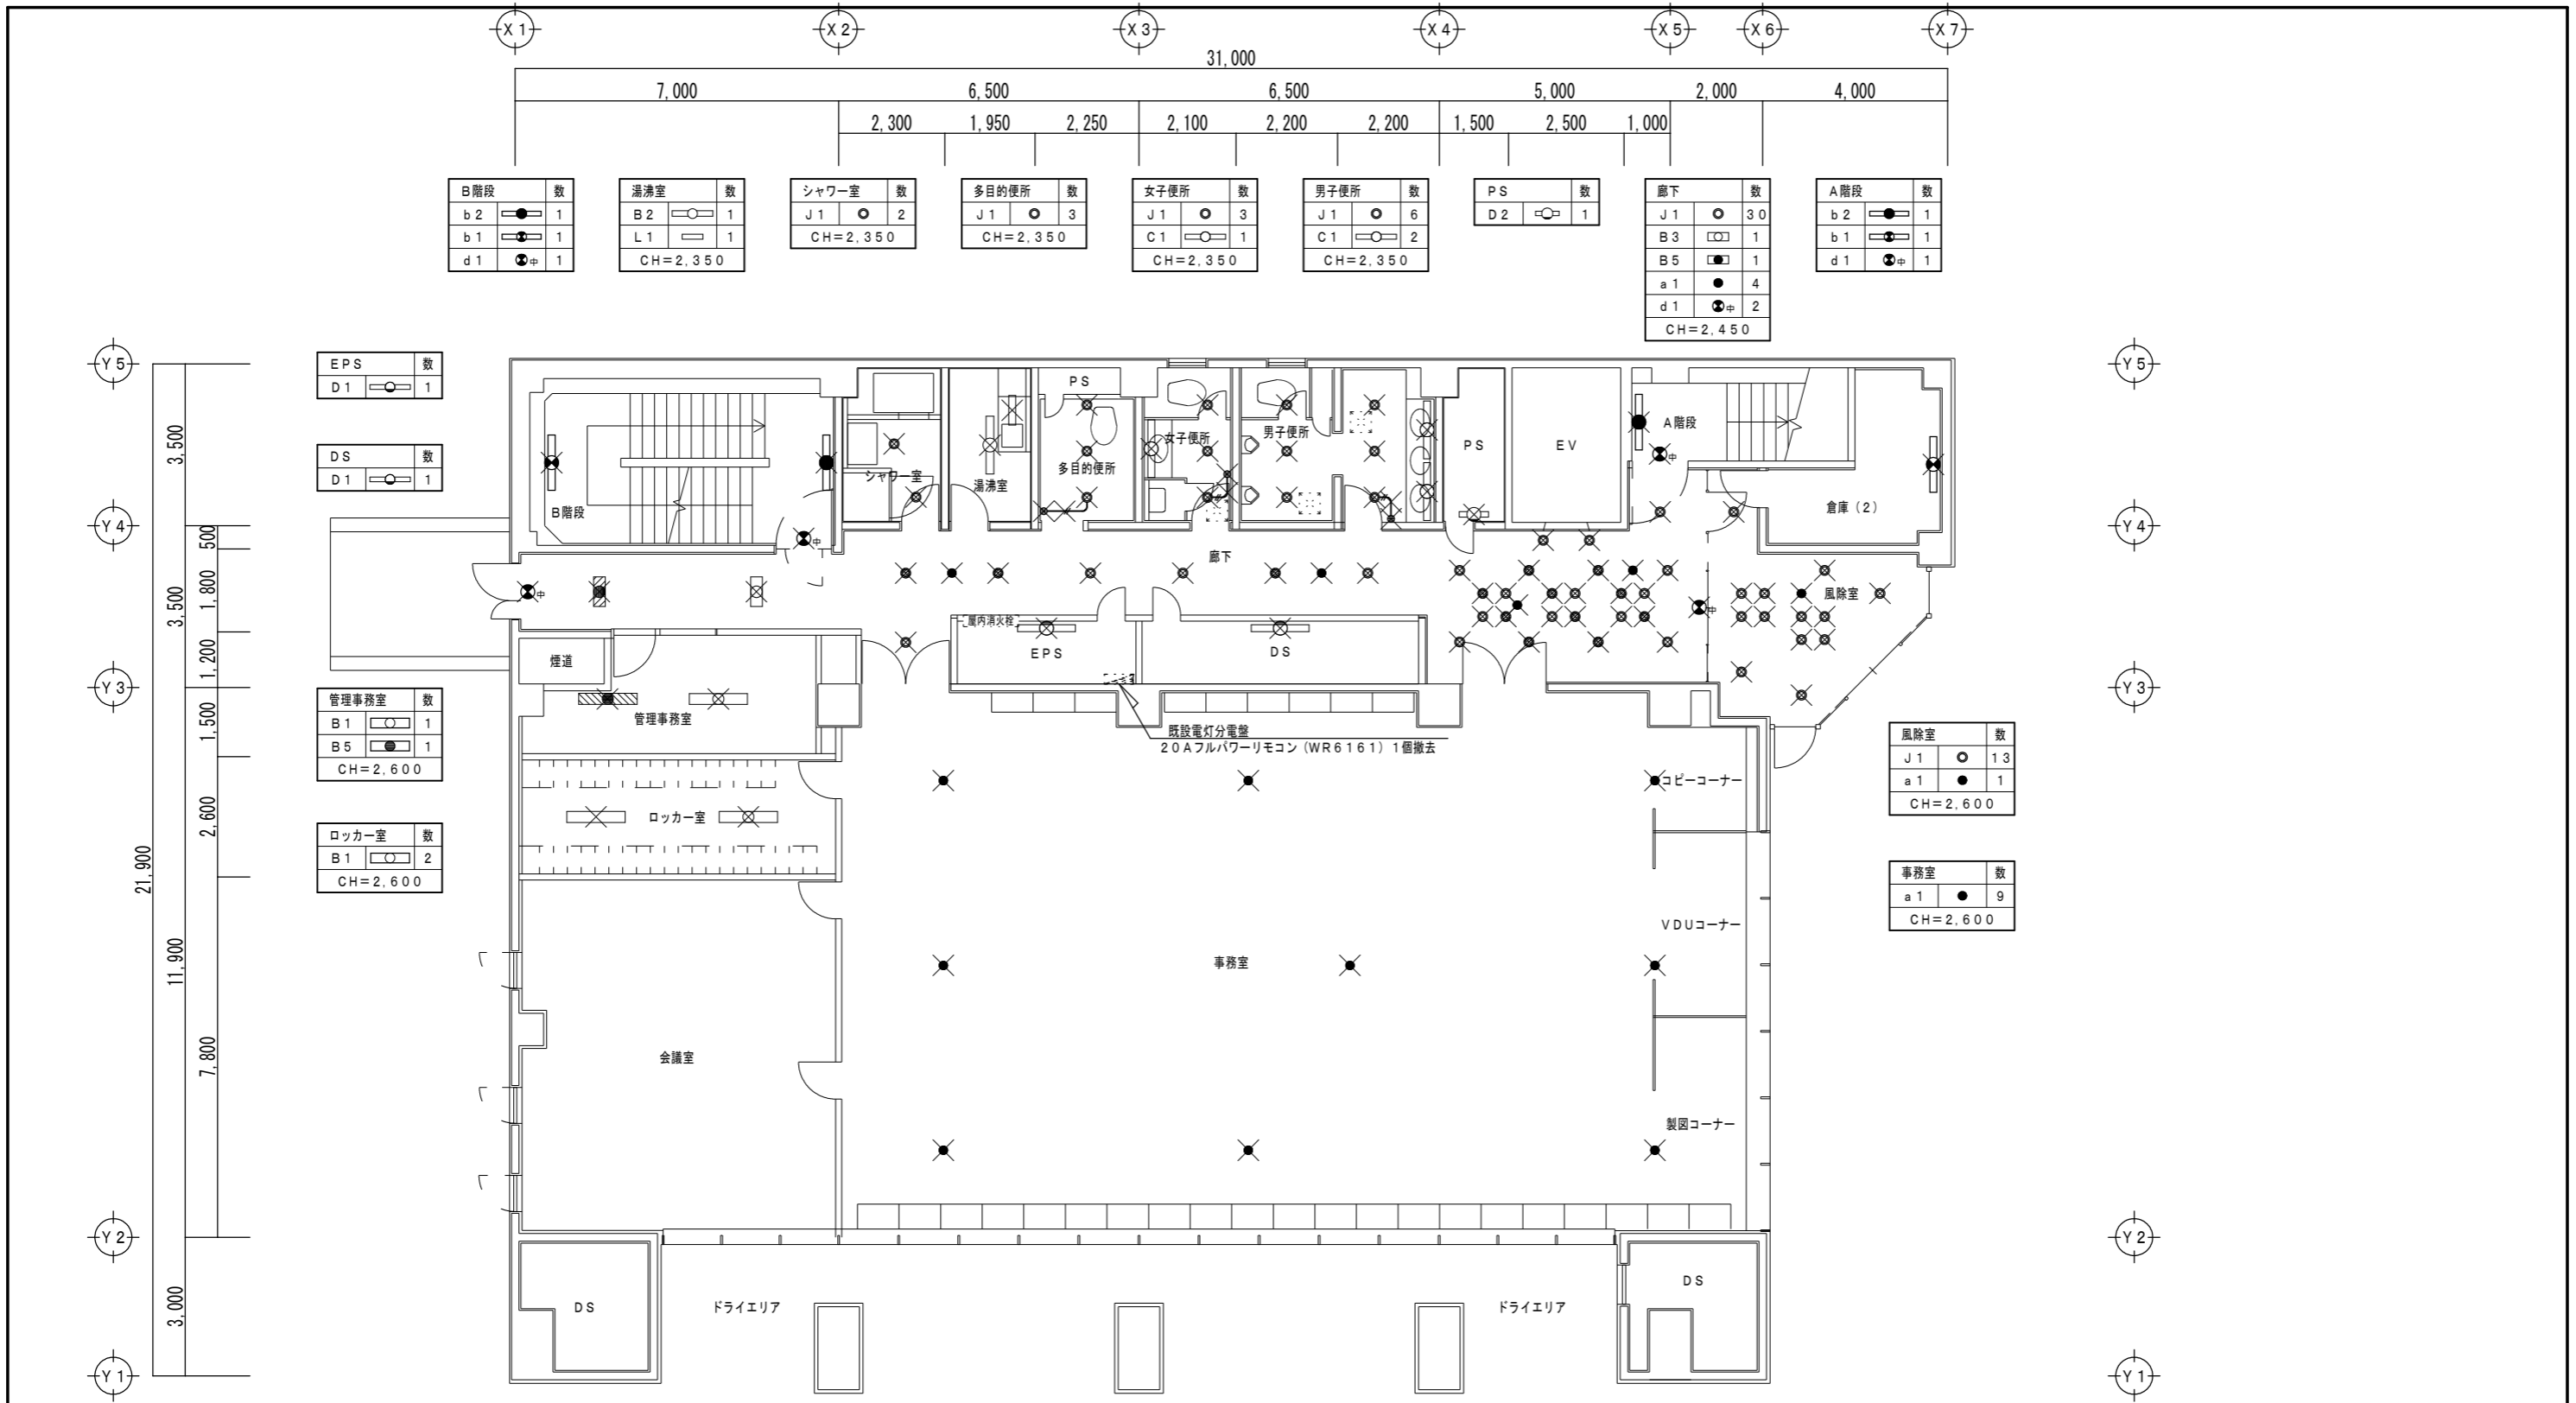 X1 X2 X3 X4 X5 X6 X7
31,000
7,000 6,500 6,500 5,000 2,000 4,000
2,300 1,950 2,250 2,100 2,200 2,200 1,500 2,500 1,000
B階段 数
b2 1
b1 1
d1 中 1
湯沸室 数
B2 1
L1 1
CH=2,350
シャワー室 数
J1 2
CH=2,350
多目的便所 数
J1 3
CH=2,350
女子便所 数
J1 3
C1 1
CH=2,350
男子便所 数
J1 6
C1 2
CH=2,350
PS 数
D2 1
廊下 数
J1 30
B3 1
B5 1
a1 4
d1 中 2
CH=2,450
A階段 数
b2 1
b1 1
d1 中 1
Y5
Y4
Y3
Y2
Y1
Y5
Y4
Y3
Y2
Y1
21,900
3,500
3,500
11,900
3,000
500
1,800
1,200
1,500
2,600
7,800
EPS 数
D1 1
DS 数
D1 1
管理事務室 数
B1 1
B5 1
CH=2,600
ロッカー室 数
B1 2
CH=2,600
風除室 数
J1 13
a1 1
CH=2,600
事務室 数
a1 9
CH=2,600
B階段
中
シャワー室
湯沸室
PS
多目的便所
女子便所
男子便所
PS
EV
A階段
中
倉庫(2)
中
廊下
中
風除室
屋内消火栓
EPS
DS
煙道
管理事務室
既設電灯分電盤
20Aフルパワーリモコン(WR6161)1個撤去
ロッカー室
コピーコーナー
VDUコーナー
事務室
会議室
製図コーナー
DS
ドライエリア
ドライエリア
DS